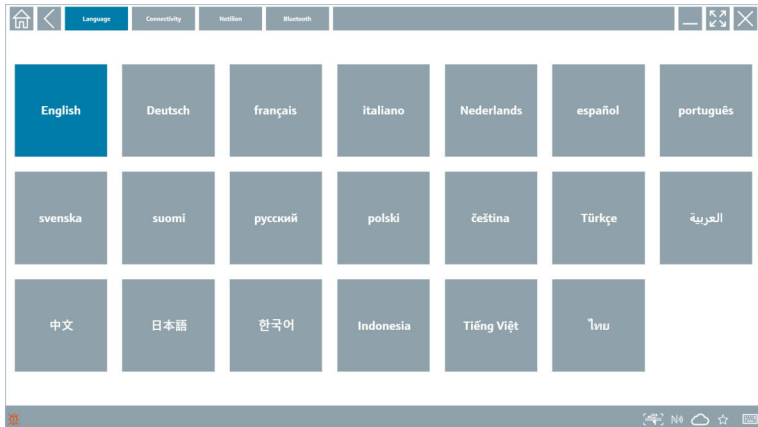 Language Connectivity Netilion Bluetooth
English Deutsch français italiano Nederlands español português
svenska suomi русский polski čeština Türkçe العربية
中文 日本語 한국어 Indonesia Tiếng Việt ไทย